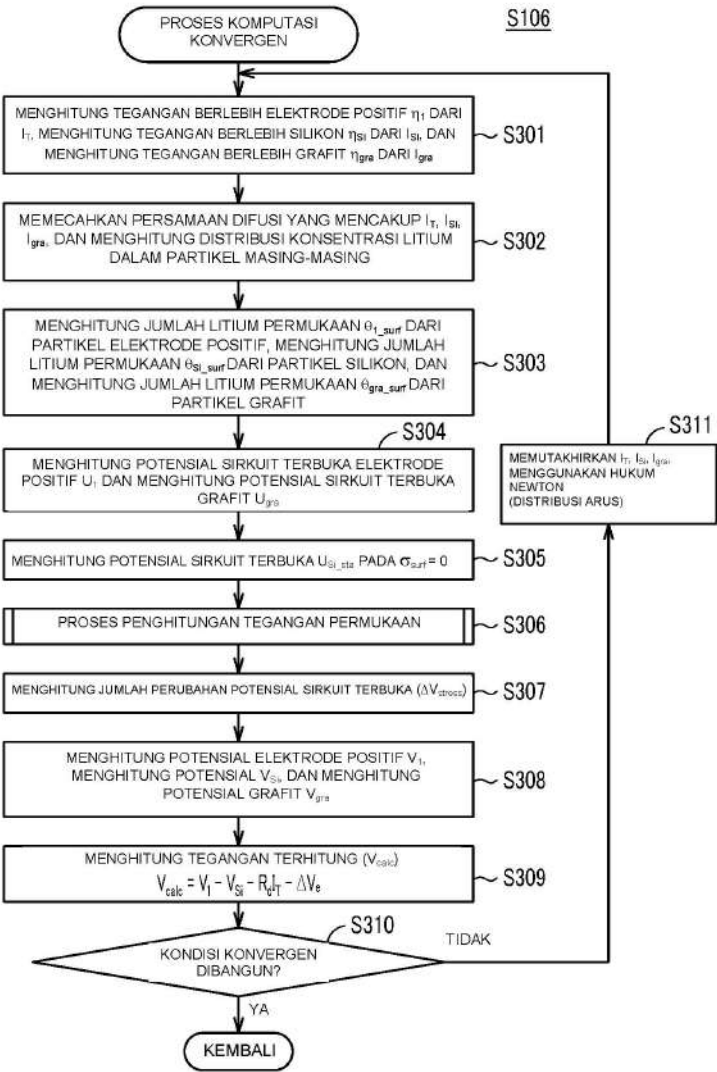 PROSES KOMPUTASI
KONVERGEN
S106
MENGHITUNG TEGANGAN BERLEBIH ELEKTRODE POSITIF η1 DARI
IT, MENGHITUNG TEGANGAN BERLEBIH SILIKON ηSi DARI ISi, DAN
MENGHITUNG TEGANGAN BERLEBIH GRAFIT ηgra DARI Igra
S301
MEMECAHKAN PERSAMAAN DIFUSI YANG MENCAKUP IT, ISi,
Igra, DAN MENGHITUNG DISTRIBUSI KONSENTRASI LITIUM
DALAM PARTIKEL MASING-MASING
S302
MENGHITUNG JUMLAH LITIUM PERMUKAAN θ1_surf DARI
PARTIKEL ELEKTRODE POSITIF, MENGHITUNG JUMLAH
LITIUM PERMUKAAN θSi_surf DARI PARTIKEL SILIKON, DAN
MENGHITUNG JUMLAH LITIUM PERMUKAAN θgra_surf DARI
PARTIKEL GRAFIT
S303
S304
MENGHITUNG POTENSIAL SIRKUIT TERBUKA ELEKTRODE
POSITIF U1 DAN MENGHITUNG POTENSIAL SIRKUIT TERBUKA
GRAFIT Ugra
S311
MEMUTAKHIRKAN IT, ISi, Igra,
MENGGUNAKAN HUKUM
NEWTON
(DISTRIBUSI ARUS)
MENGHITUNG POTENSIAL SIRKUIT TERBUKA USi_sta PADA σsurf = 0
S305
PROSES PENGHITUNGAN TEGANGAN PERMUKAAN
S306
MENGHITUNG JUMLAH PERUBAHAN POTENSIAL SIRKUIT TERBUKA (ΔVstress)
S307
MENGHITUNG POTENSIAL ELEKTRODE POSITIF V1,
MENGHITUNG POTENSIAL VSi, DAN MENGHITUNG
POTENSIAL GRAFIT Vgra
S308
MENGHITUNG TEGANGAN TERHITUNG (Vcalc)
Vcalc = V1 − VSi − RdIT − ΔVe
S309
S310
KONDISI KONVERGEN
DIBANGUN?
TIDAK
YA
KEMBALI